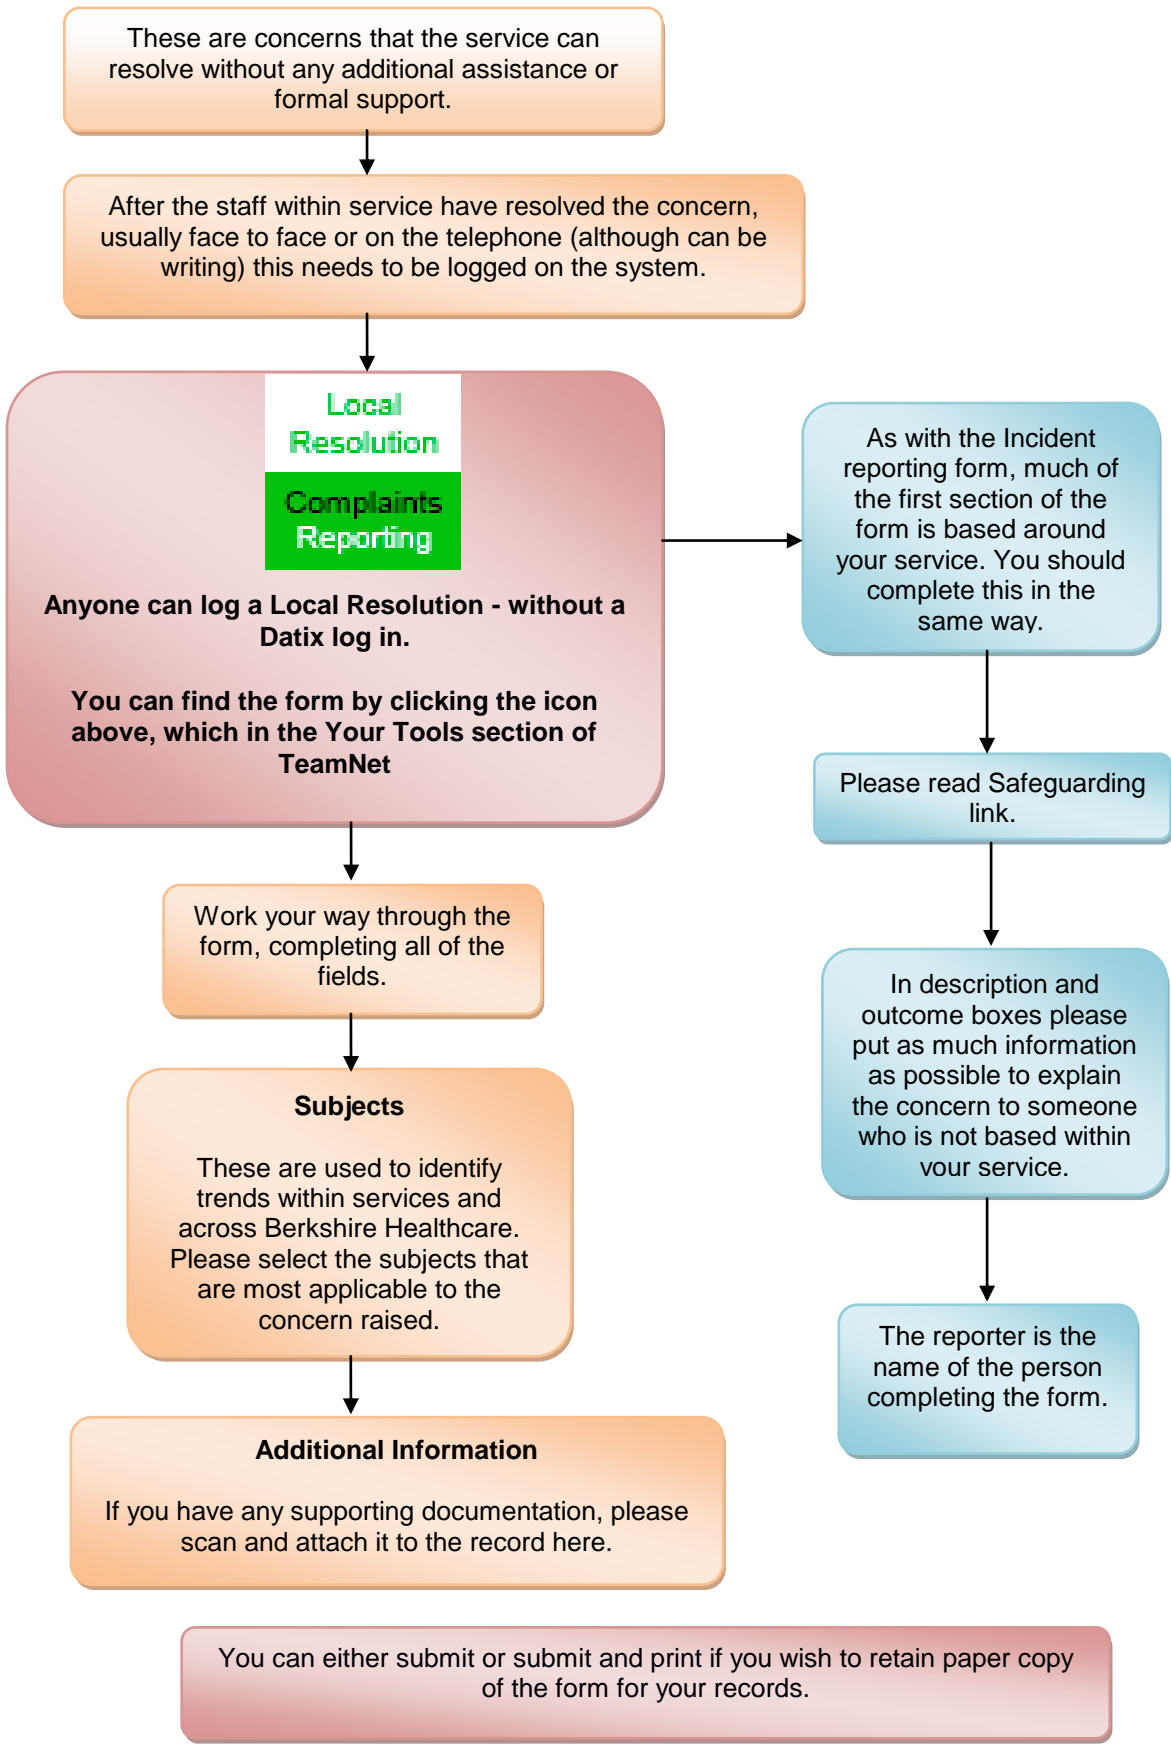 These are concerns that the service can
resolve without any additional assistance or
formal support.
After the staff within service have resolved the concern,
usually face to face or on the telephone (although can be
writing) this needs to be logged on the system.
Local
Resolution
Complaints
Reporting
Anyone can log a Local Resolution - without a
Datix log in.
You can find the form by clicking the icon
above, which in the Your Tools section of
TeamNet
As with the Incident
reporting form, much of
the first section of the
form is based around
your service. You should
complete this in the
same way.
Please read Safeguarding
link.
In description and
outcome boxes please
put as much information
as possible to explain
the concern to someone
who is not based within
your service.
The reporter is the
name of the person
completing the form.
Work your way through the
form, completing all of the
fields.
Subjects
These are used to identify
trends within services and
across Berkshire Healthcare.
Please select the subjects that
are most applicable to the
concern raised.
Additional Information
If you have any supporting documentation, please
scan and attach it to the record here.
You can either submit or submit and print if you wish to retain paper copy
of the form for your records.